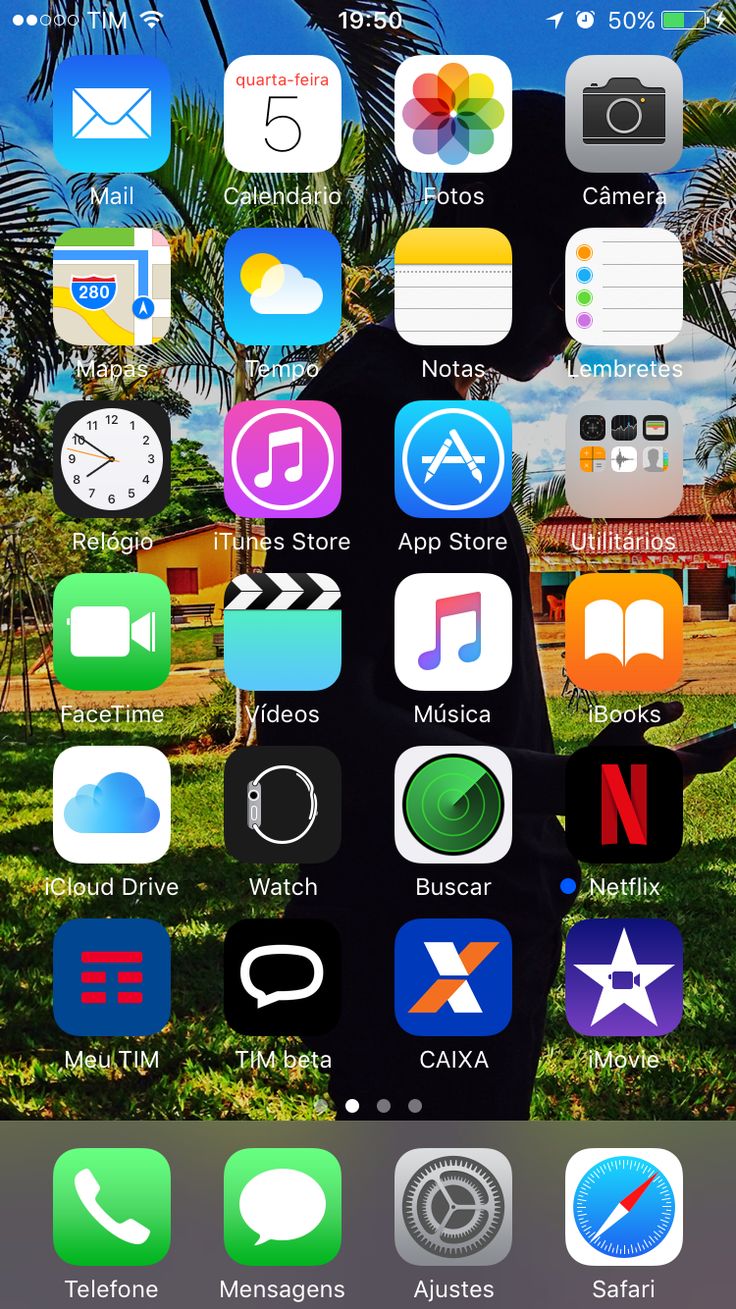 TIM 19:50 50%
quarta-feira
5
Mail Calendário Fotos Câmera
280
Mapas Tempo Notas Lembretes
12 1 2 3 4 5 6 7 8 9 10 11
Relógio iTunes Store App Store Utilitários
FaceTime Vídeos Música iBooks
iCloud Drive Watch Buscar Netflix
Meu TIM TIM beta CAIXA iMovie
Telefone Mensagens Ajustes Safari